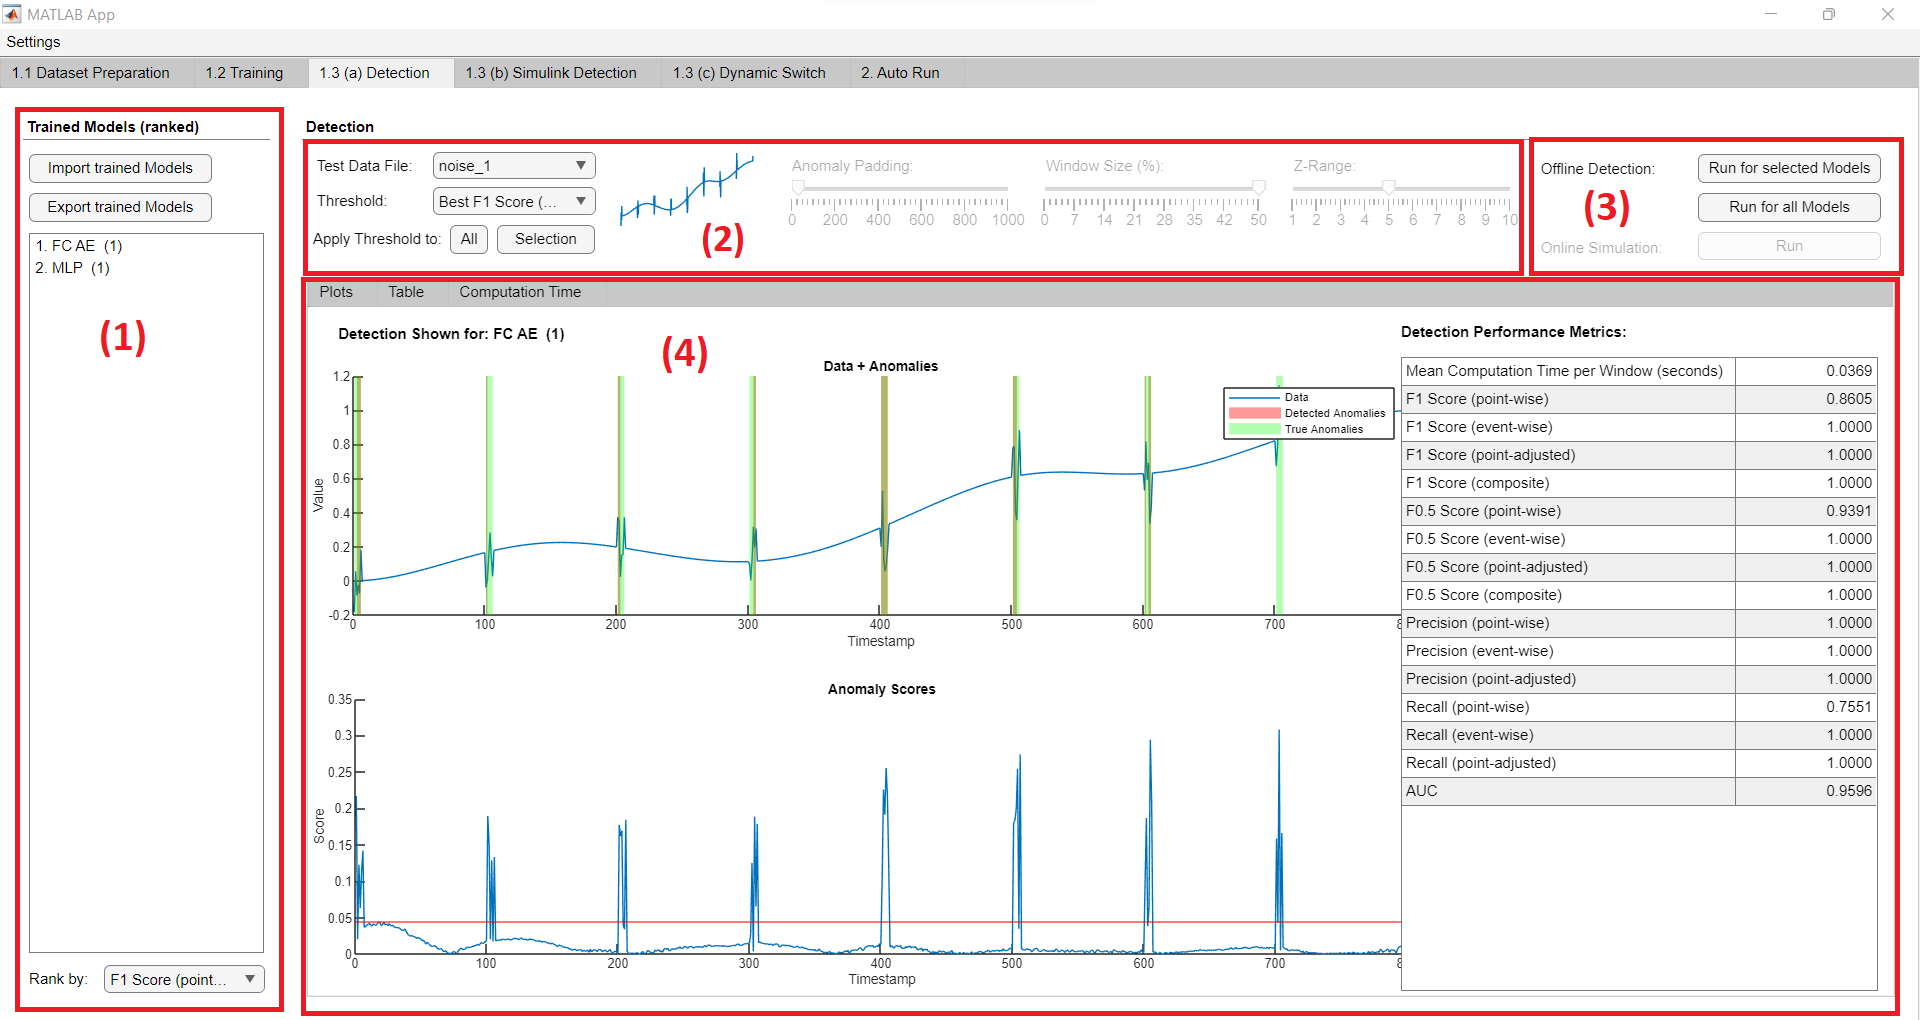 MATLAB App
Settings
1.1 Dataset Preparation
1.2 Training
1.3 (a) Detection
1.3 (b) Simulink Detection
1.3 (c) Dynamic Switch
2. Auto Run
Trained Models (ranked)
Import trained Models
Export trained Models
1. FC AE (1)
2. MLP (1)
(1)
Rank by:
F1 Score (point...
Detection
Test Data File:
noise_1
Threshold:
Best F1 Score (...
Apply Threshold to:
All
Selection
(2)
Anomaly Padding:
0 200 400 600 800 1000
Window Size (%):
0 7 14 21 28 35 42 50
Z-Range:
1 2 3 4 5 6 7 8 9 10
Offline Detection:
Run for selected Models
(3)
Run for all Models
Online Simulation:
Run
Plots
Table
Computation Time
Detection Shown for: FC AE (1)
(4)
Data + Anomalies
1.2
1
0.8
0.6
0.4
0.2
0
-0.2
Value
0 100 200 300 400 500 600 700 8
Timestamp
Data
Detected Anomalies
True Anomalies
Anomaly Scores
0.35
0.3
0.25
0.2
0.15
0.1
0.05
0
Score
0 100 200 300 400 500 600 700 8
Timestamp
Detection Performance Metrics:
Mean Computation Time per Window (seconds) 0.0369
F1 Score (point-wise) 0.8605
F1 Score (event-wise) 1.0000
F1 Score (point-adjusted) 1.0000
F1 Score (composite) 1.0000
F0.5 Score (point-wise) 0.9391
F0.5 Score (event-wise) 1.0000
F0.5 Score (point-adjusted) 1.0000
F0.5 Score (composite) 1.0000
Precision (point-wise) 1.0000
Precision (event-wise) 1.0000
Precision (point-adjusted) 1.0000
Recall (point-wise) 0.7551
Recall (event-wise) 1.0000
Recall (point-adjusted) 1.0000
AUC 0.9596